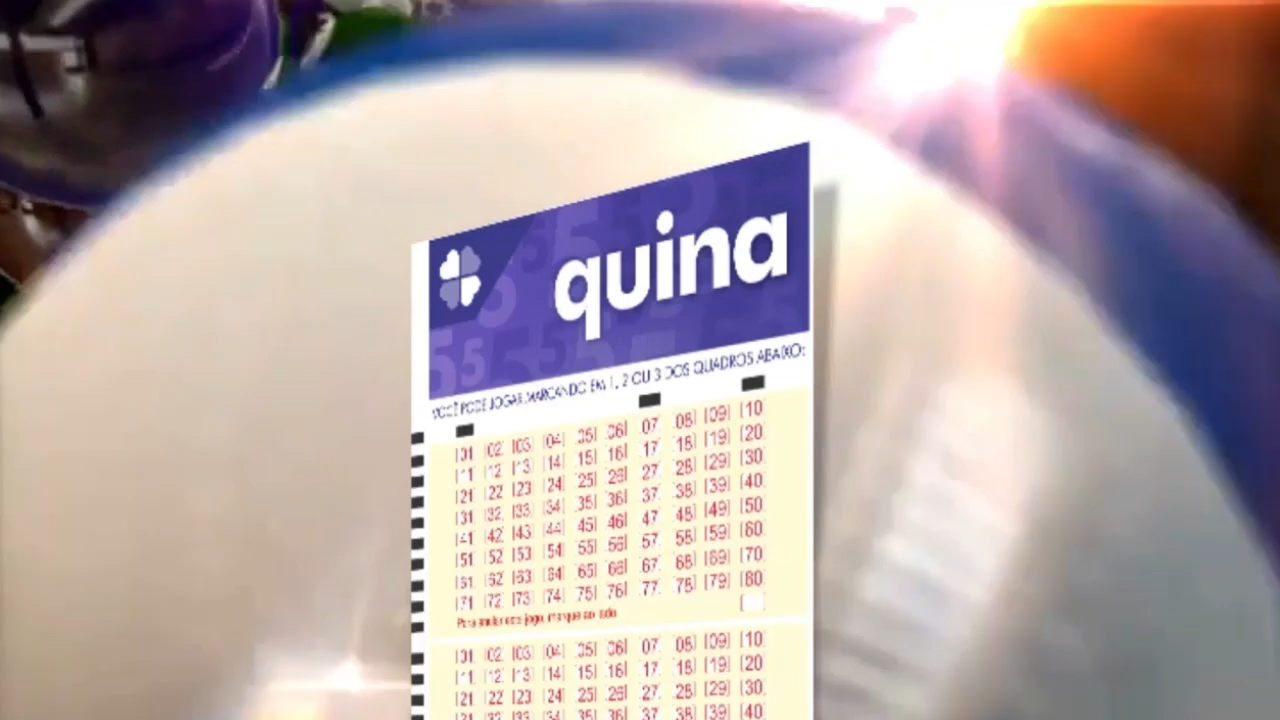 quina
VOCÊ PODE JOGAR MARCANDO EM 1, 2 OU 3 DOS QUADROS ABAIXO:
|01| |02| |03| |04| |05| |06| |07| |08| |09| |10|
|11| |12| |13| |14| |15| |16| |17| |18| |19| |20|
|21| |22| |23| |24| |25| |26| |27| |28| |29| |30|
|31| |32| |33| |34| |35| |36| |37| |38| |39| |40|
|41| |42| |43| |44| |45| |46| |47| |48| |49| |50|
|51| |52| |53| |54| |55| |56| |57| |58| |59| |60|
|61| |62| |63| |64| |65| |66| |67| |68| |69| |70|
|71| |72| |73| |74| |75| |76| |77| |78| |79| |80|
Para anular este jogo, marque ao lado
|01| |02| |03| |04| |05| |06| |07| |08| |09| |10|
|11| |12| |13| |14| |15| |16| |17| |18| |19| |20|
|21| |22| |23| |24| |25| |26| |27| |28| |29| |30|
|31| |32| |33| |34| |35| |36| |37| |38| |39| |40|